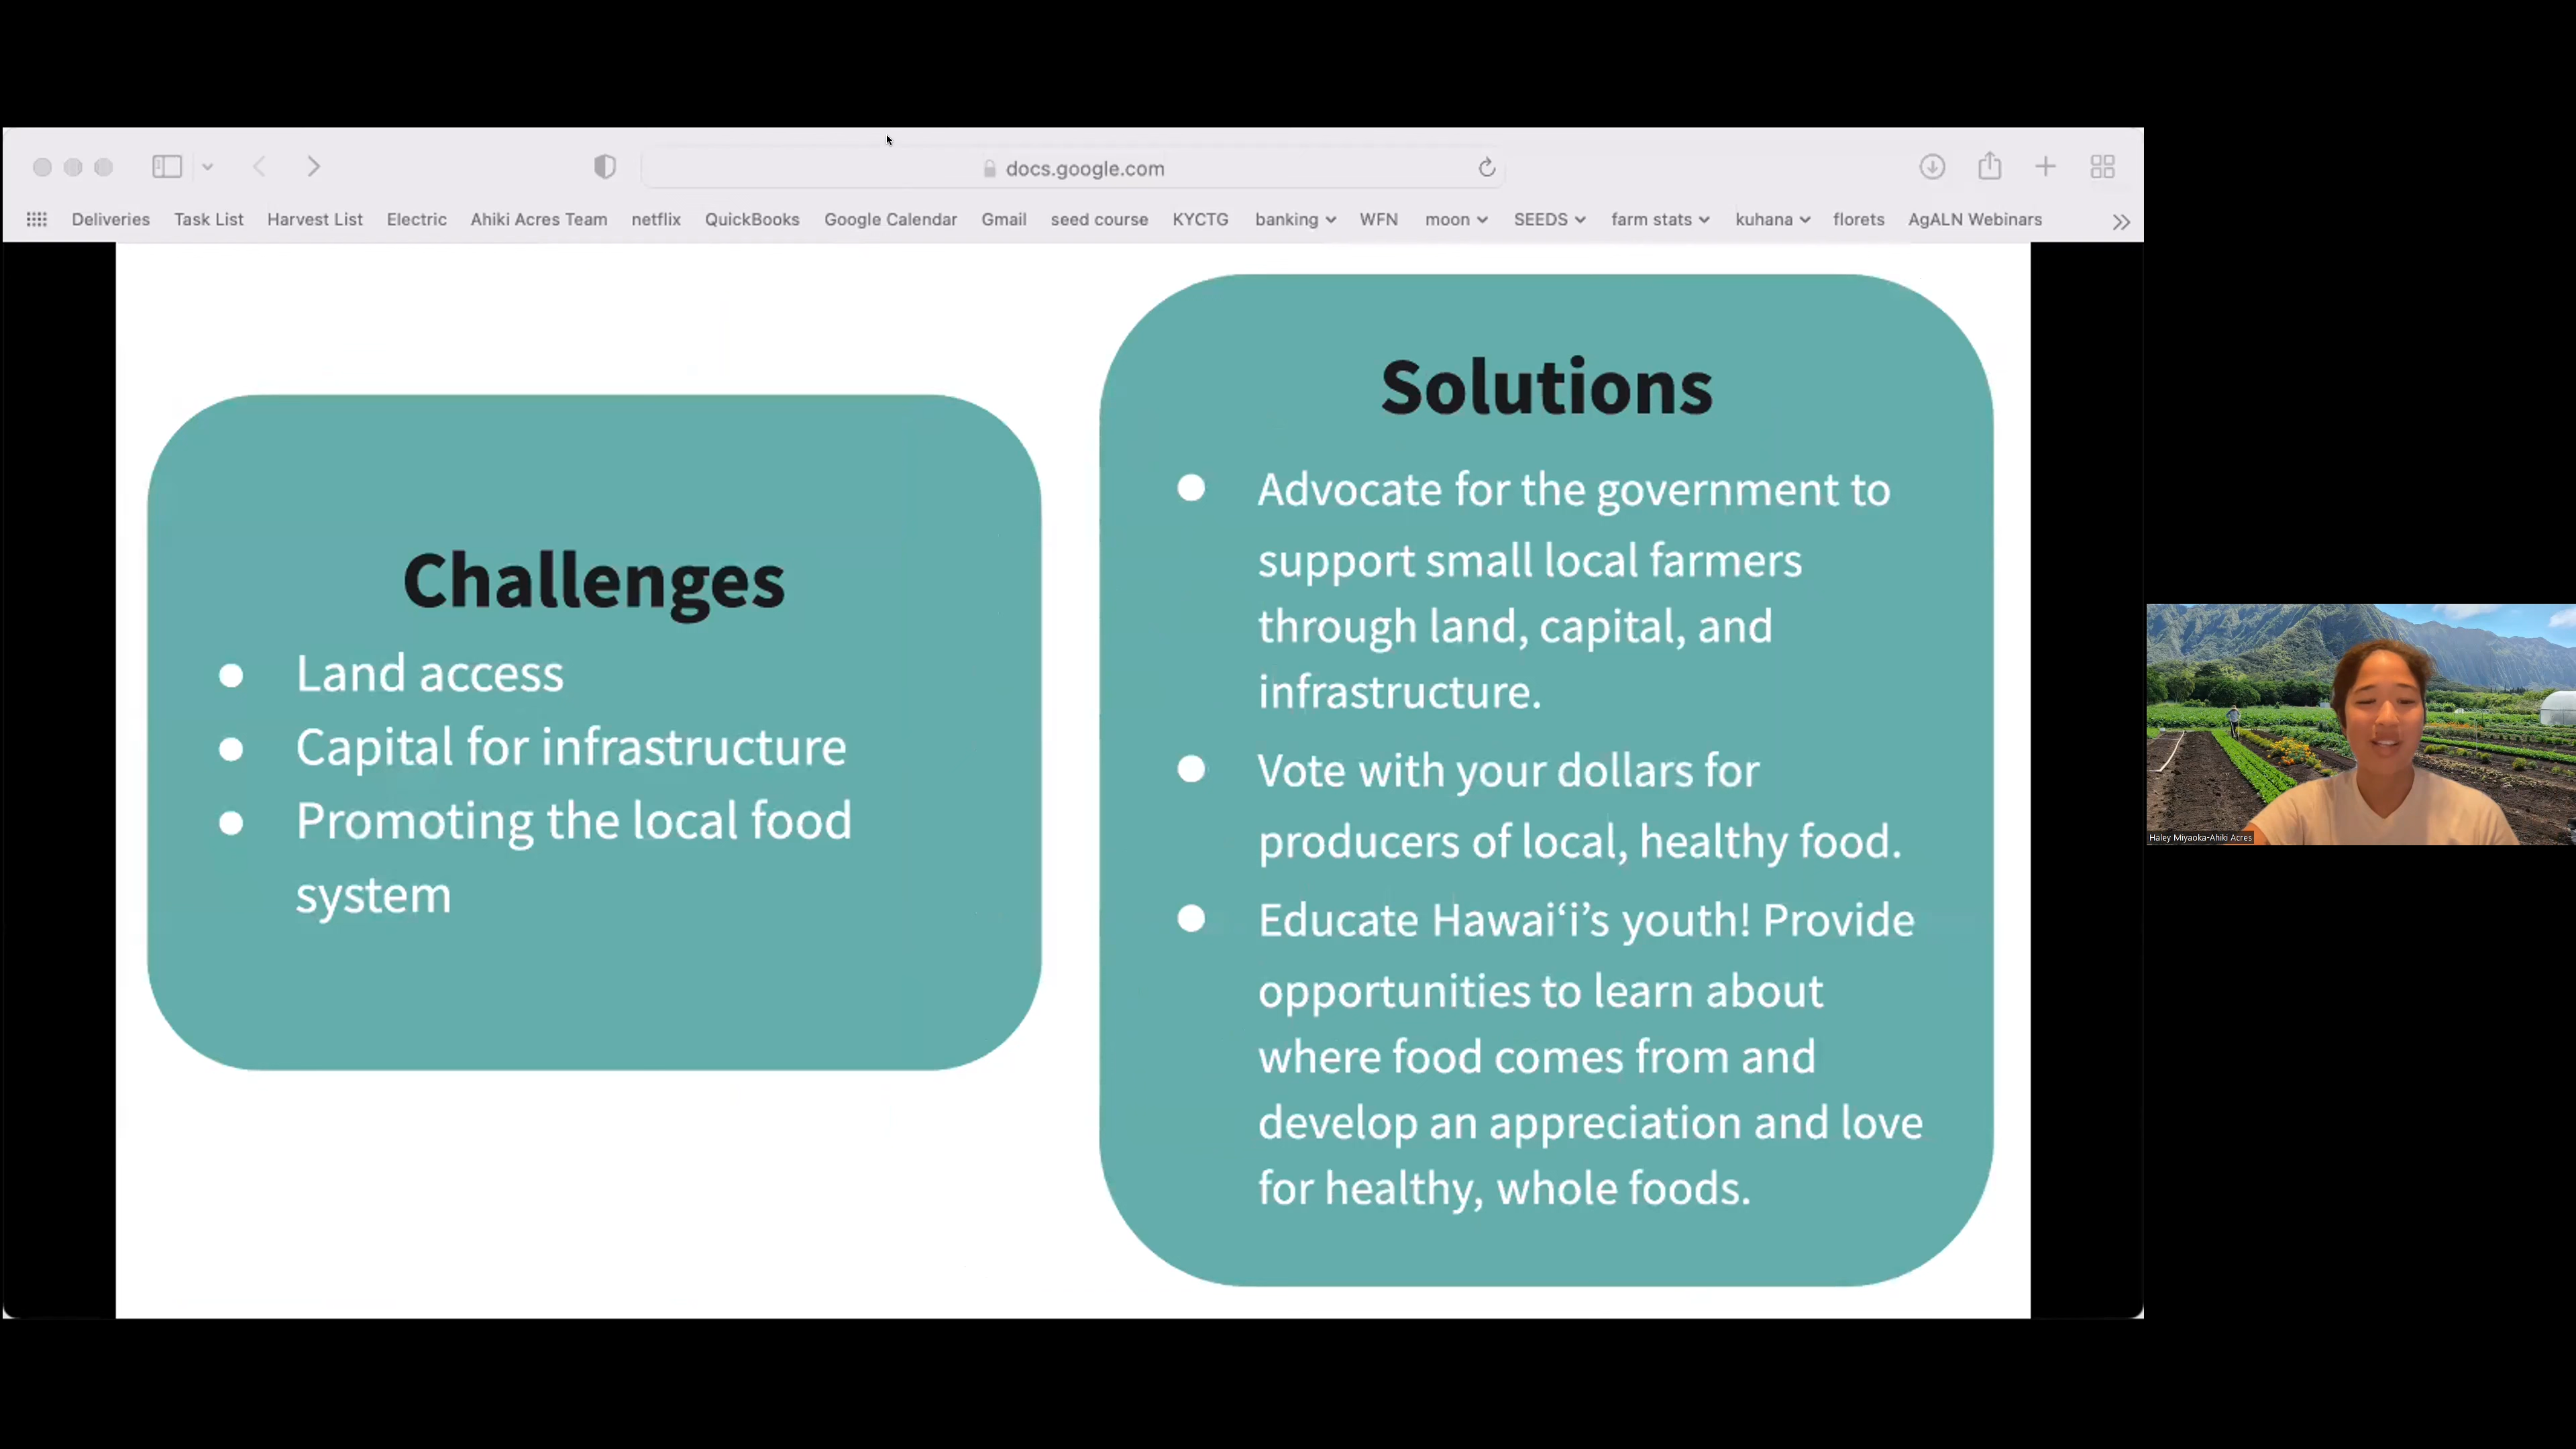 docs.google.com
Deliveries Task List Harvest List Electric Ahiki Acres Team netflix QuickBooks Google Calendar Gmail seed course KYCTG banking WFN moon SEEDS farm stats kuhana florets AgALN Webinars
Challenges
● Land access
● Capital for infrastructure
● Promoting the local food
system
Solutions
● Advocate for the government to
support small local farmers
through land, capital, and
infrastructure.
● Vote with your dollars for
producers of local, healthy food.
● Educate Hawaiʻi’s youth! Provide
opportunities to learn about
where food comes from and
develop an appreciation and love
for healthy, whole foods.
Haley Miyaoka-Ahiki Acres